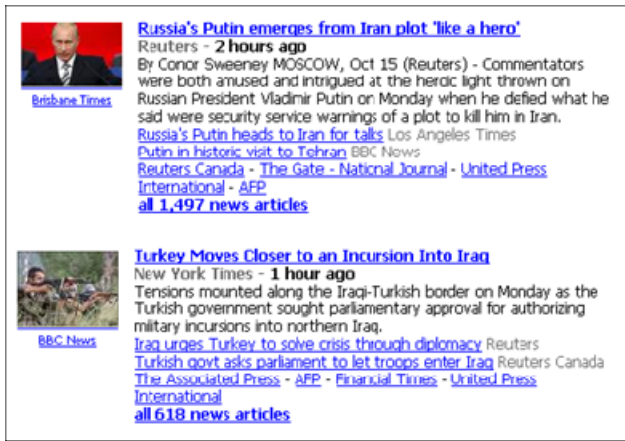 Russia's Putin emerges from Iran plot 'like a hero'
Reuters - 2 hours ago
By Conor Sweeney MOSCOW, Oct 15 (Reuters) - Commentators
were both amused and intrigued at the heroic light thrown on
Russian President Vladimir Putin on Monday when he defied what he
said were security service warnings of a plot to kill him in Iran.
Russia's Putin heads to Iran for talks Los Angeles Times
Putin in historic visit to Tehran BBC News
Reuters Canada - The Gate - National Journal - United Press
International - AFP
all 1,497 news articles
Brisbane Times
Turkey Moves Closer to an Incursion Into Iraq
New York Times - 1 hour ago
Tensions mounted along the Iraqi-Turkish border on Monday as the
Turkish government sought parliamentary approval for authorizing
military incursions into northern Iraq.
Iraq urges Turkey to solve crisis through diplomacy Reuters
Turkish govt asks parliament to let troops enter Iraq Reuters Canada
The Associated Press - AFP - Financial Times - United Press
International
all 618 news articles
BBC News